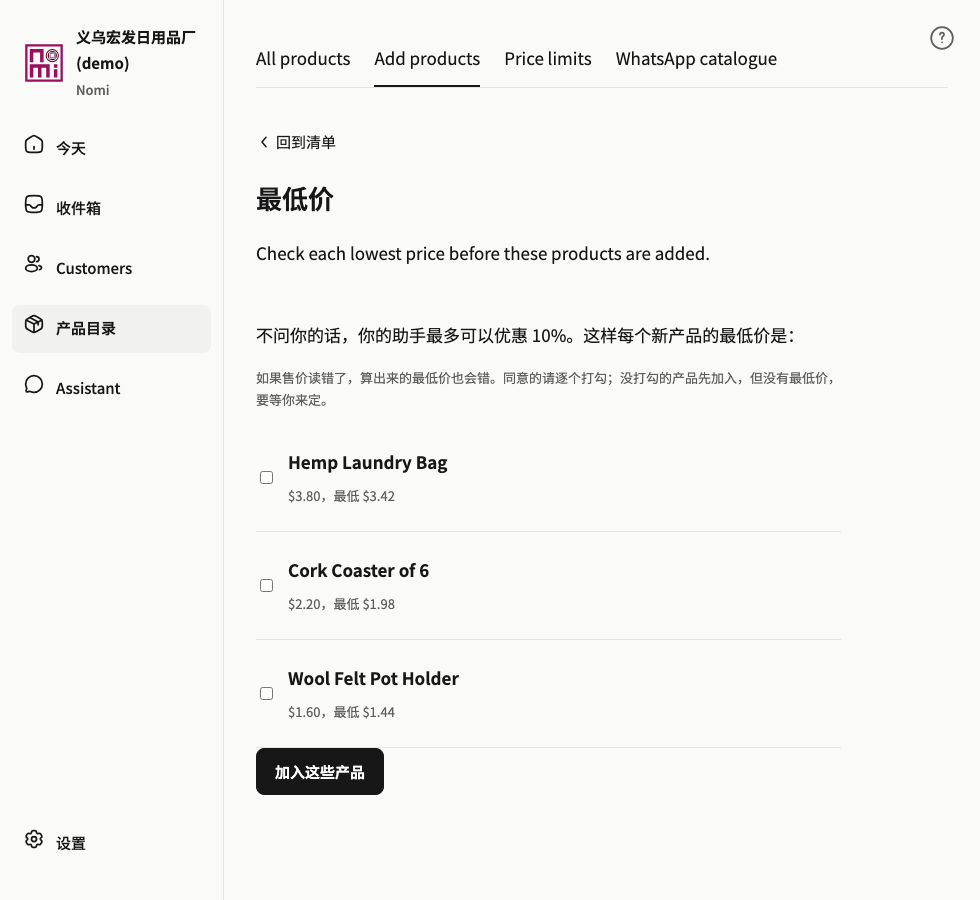 nomi
义乌宏发日用品厂
(demo)
Nomi
今天
收件箱
Customers
产品目录
Assistant
设置
All products
Add products
Price limits
WhatsApp catalogue
?
回到清单
最低价
Check each lowest price before these products are added.
不问你的话，你的助手最多可以优惠 10%。这样每个新产品的最低价是：
如果售价读错了，算出来的最低价也会错。同意的请逐个打勾；没打勾的产品先加入，但没有最低价，
要等你来定。
Hemp Laundry Bag
$3.80，最低 $3.42
Cork Coaster of 6
$2.20，最低 $1.98
Wool Felt Pot Holder
$1.60，最低 $1.44
加入这些产品